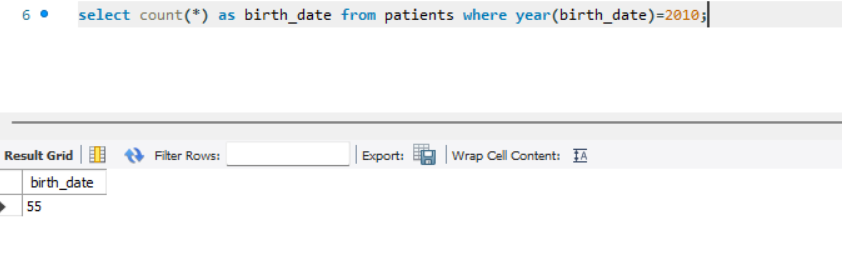 6 select count(*) as birth_date from patients where year(birth_date)=2010;
Result Grid Filter Rows: Export: Wrap Cell Content: IA
birth_date
55